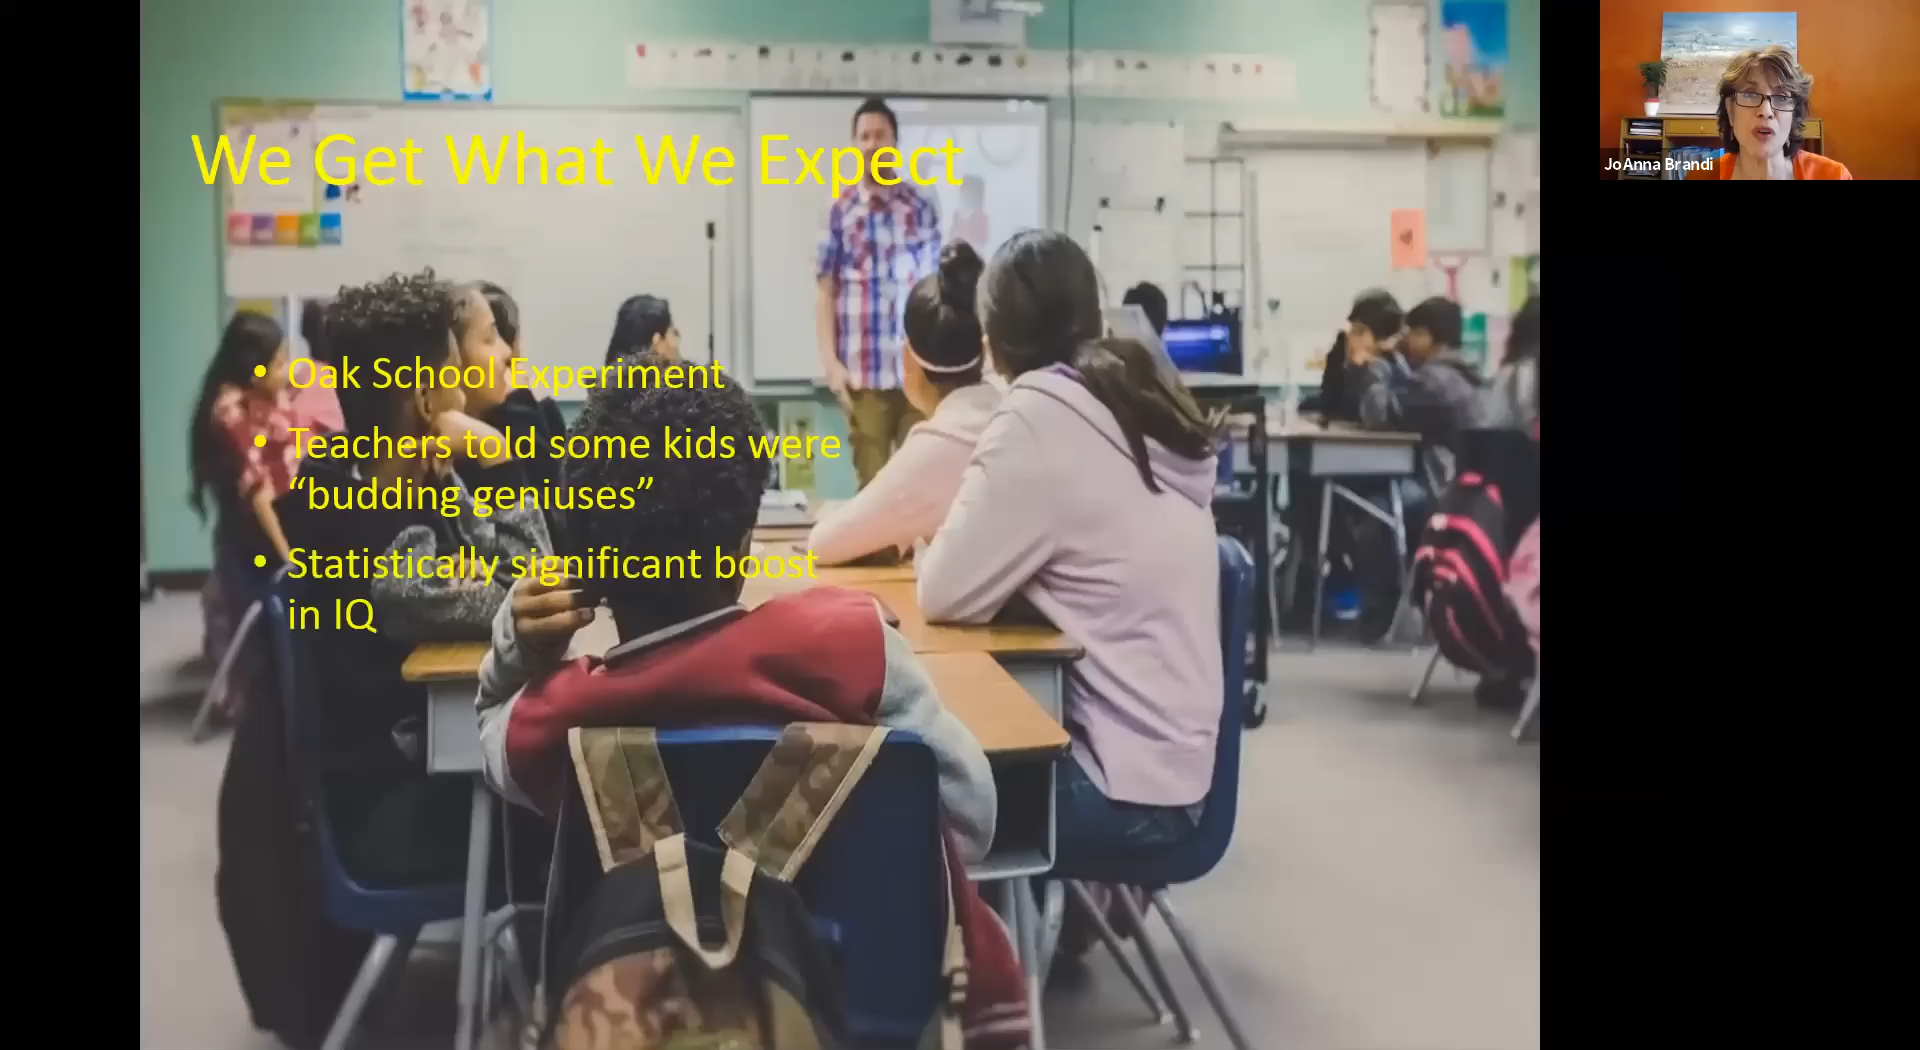 We Get What We Expect
• Oak School Experiment
• Teachers told some kids were
“budding geniuses”
• Statistically significant boost
in IQ
JoAnna Brandi